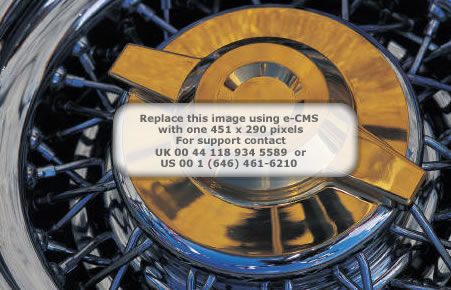 Replace this image using e-CMS
with one 451 x 290 pixels
For support contact
UK 00 44 118 934 5589 or
US 00 1 (646) 461-6210